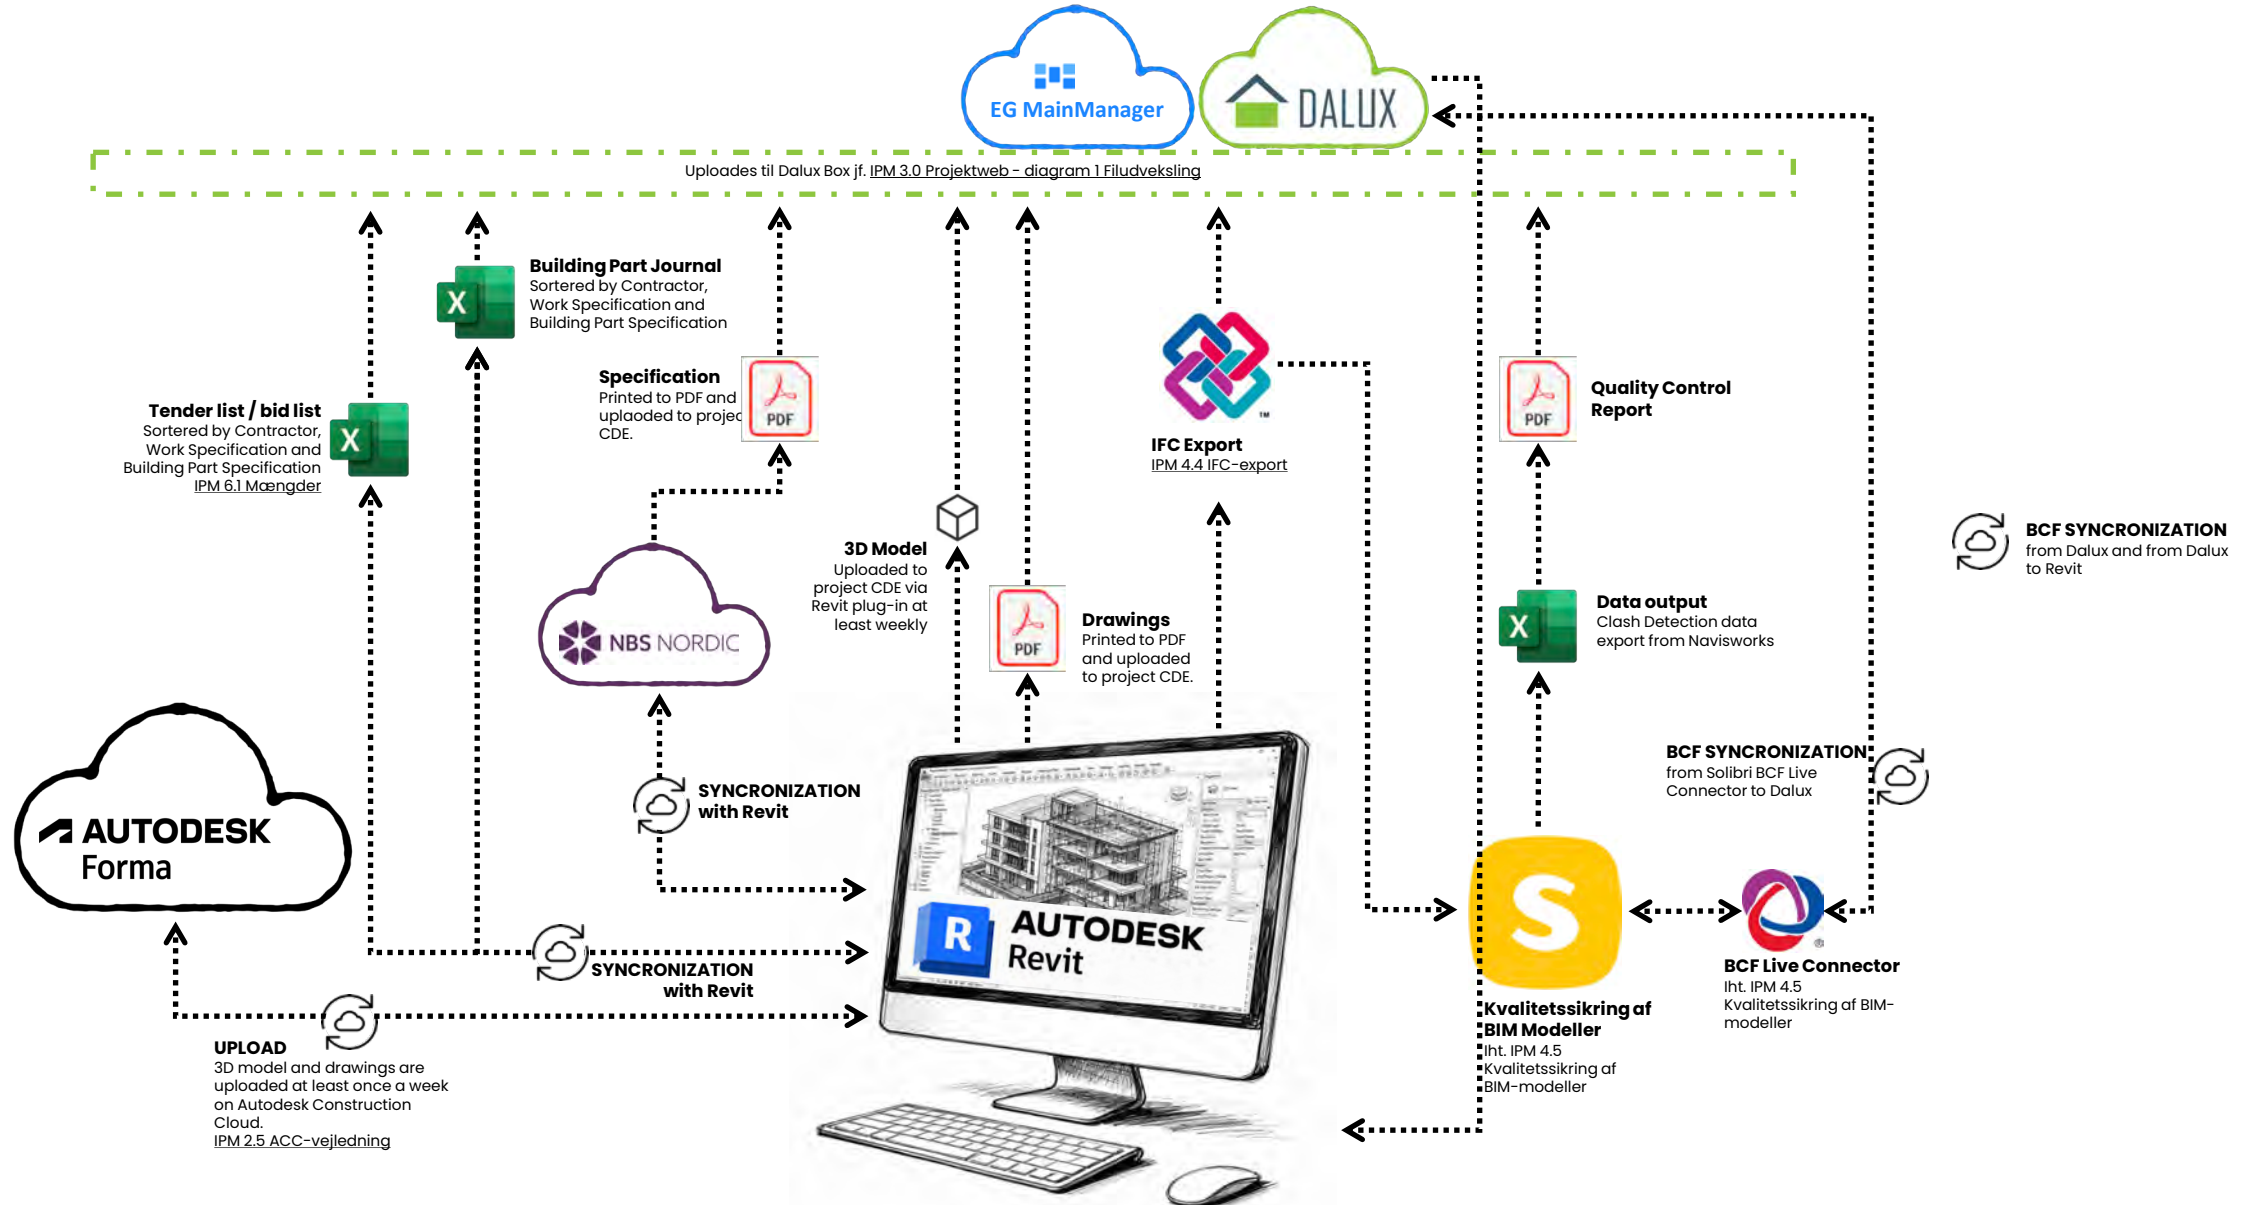 EG MainManager
DALUX
Uploades til Dalux Box jf. IPM 3.0 Projektweb - diagram 1 Filudveksling
X
Building Part Journal
Sortered by Contractor,
Work Specification and
Building Part Specification
Specification
Printed to PDF and
uplaoded to projec
CDE.
PDF
Tender list / bid list
Sortered by Contractor,
Work Specification and
Building Part Specification
IPM 6.1 Mængder
X
IFC Export
IPM 4.4 IFC-export
TM
PDF
Quality Control
Report
3D Model
Uploaded to
project CDE via
Revit plug-in at
least weekly
PDF
Drawings
Printed to PDF
and uploaded
to project CDE.
X
Data output
Clash Detection data
export from Navisworks
BCF SYNCRONIZATION
from Dalux and from Dalux
to Revit
NBS NORDIC
BCF SYNCRONIZATION
from Solibri BCF Live
Connector to Dalux
SYNCRONIZATION
with Revit
AUTODESK
Forma
R
AUTODESK
Revit
S
®
SYNCRONIZATION
with Revit
BCF Live Connector
Iht. IPM 4.5
Kvalitetssikring af BIM-
modeller
Kvalitetssikring af
BIM Modeller
Iht. IPM 4.5
Kvalitetssikring af
BIM-modeller
UPLOAD
3D model and drawings are
uploaded at least once a week
on Autodesk Construction
Cloud.
IPM 2.5 ACC-vejledning